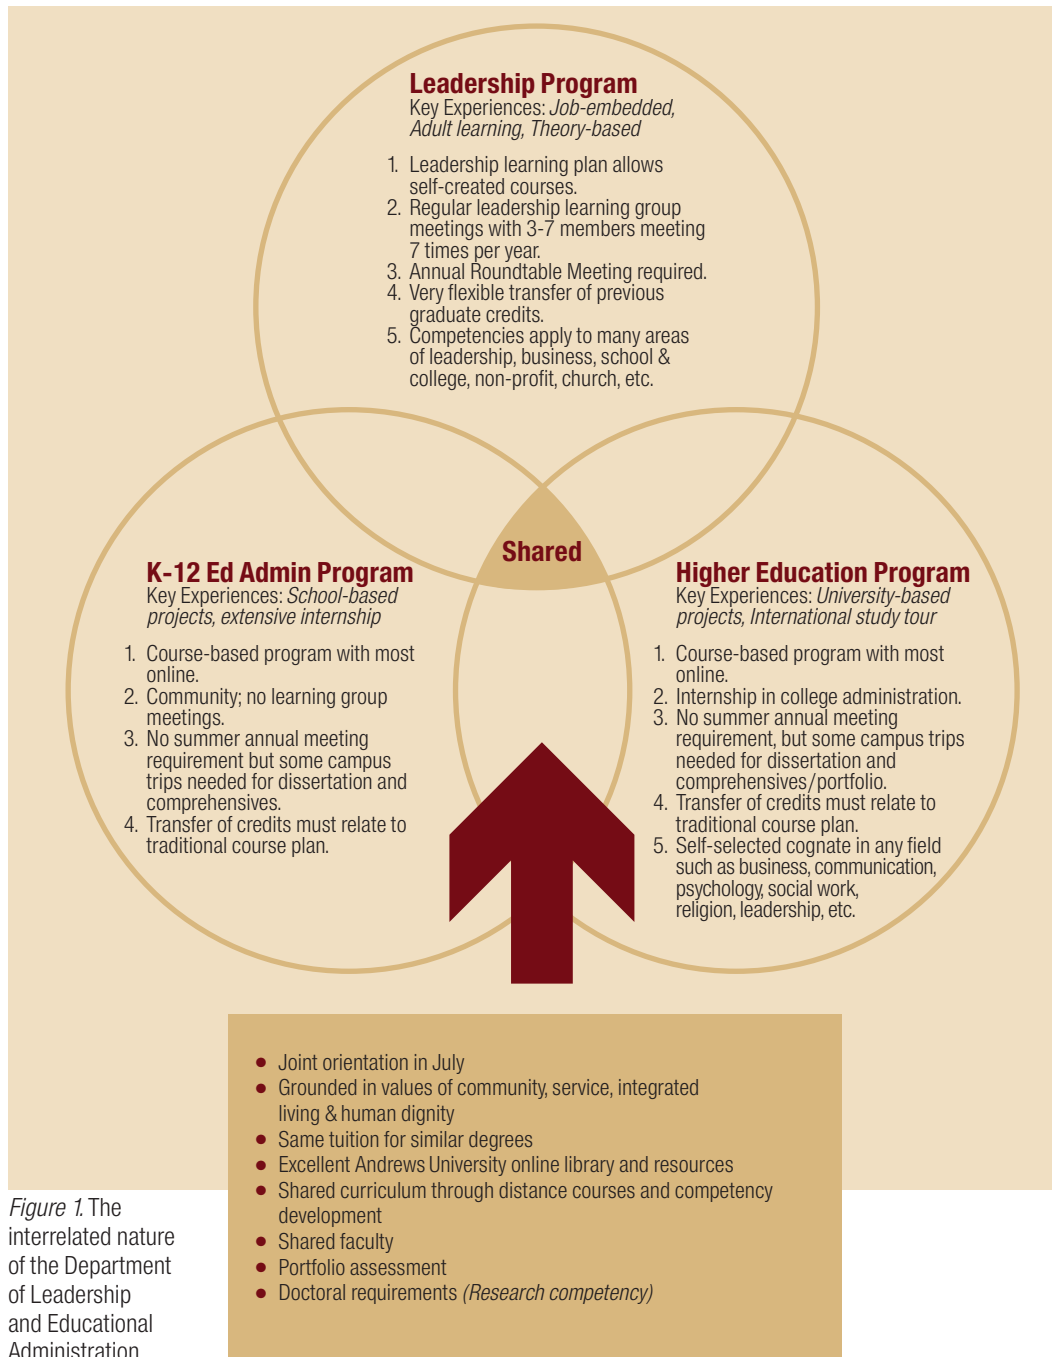 Leadership Program
Key Experiences: Job-embedded,
Adult learning, Theory-based
1. Leadership learning plan allows
self-created courses.
2. Regular leadership learning group
meetings with 3-7 members meeting
7 times per year.
3. Annual Roundtable Meeting required.
4. Very flexible transfer of previous
graduate credits.
5. Competencies apply to many areas
of leadership, business, school &
college, non-profit, church, etc.
Shared
K-12 Ed Admin Program
Key Experiences: School-based
projects, extensive internship
1. Course-based program with most
online.
2. Community; no learning group
meetings.
3. No summer annual meeting
requirement but some campus
trips needed for dissertation and
comprehensives.
4. Transfer of credits must relate to
traditional course plan.
Higher Education Program
Key Experiences: University-based
projects, International study tour
1. Course-based program with most
online.
2. Internship in college administration.
3. No summer annual meeting
requirement, but some campus trips
needed for dissertation and
comprehensives/portfolio.
4. Transfer of credits must relate to
traditional course plan.
5. Self-selected cognate in any field
such as business, communication,
psychology, social work,
religion, leadership, etc.
• Joint orientation in July
• Grounded in values of community, service, integrated
living & human dignity
• Same tuition for similar degrees
• Excellent Andrews University online library and resources
• Shared curriculum through distance courses and competency
development
• Shared faculty
• Portfolio assessment
• Doctoral requirements (Research competency)
Figure 1. The
interrelated nature
of the Department
of Leadership
and Educational
Administration